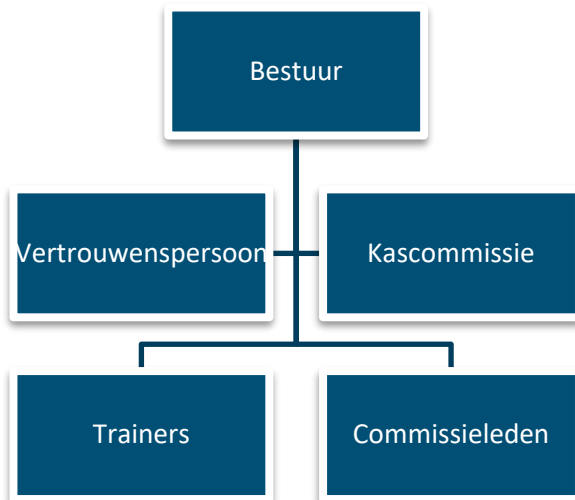 Bestuur
Vertrouwenspersoon
Kascommissie
Trainers
Commissieleden